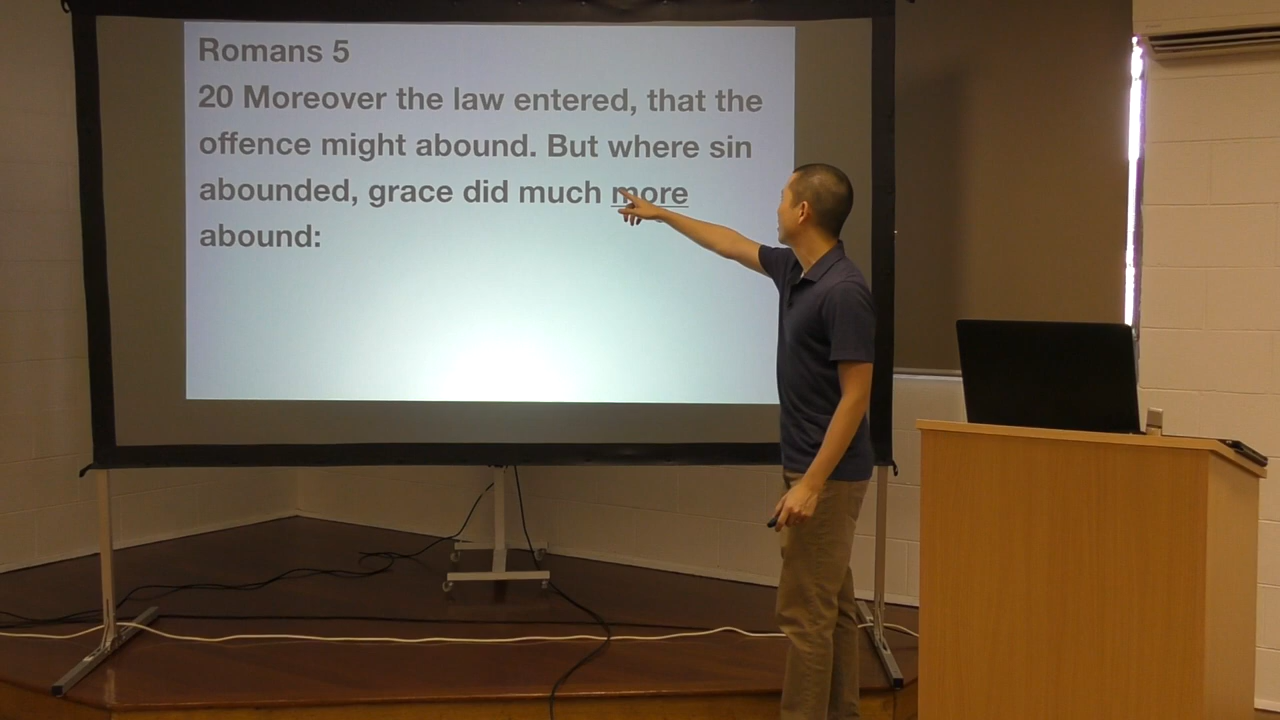 Romans 5
20 Moreover the law entered, that the
offence might abound. But where sin
abounded, grace did much more
abound: